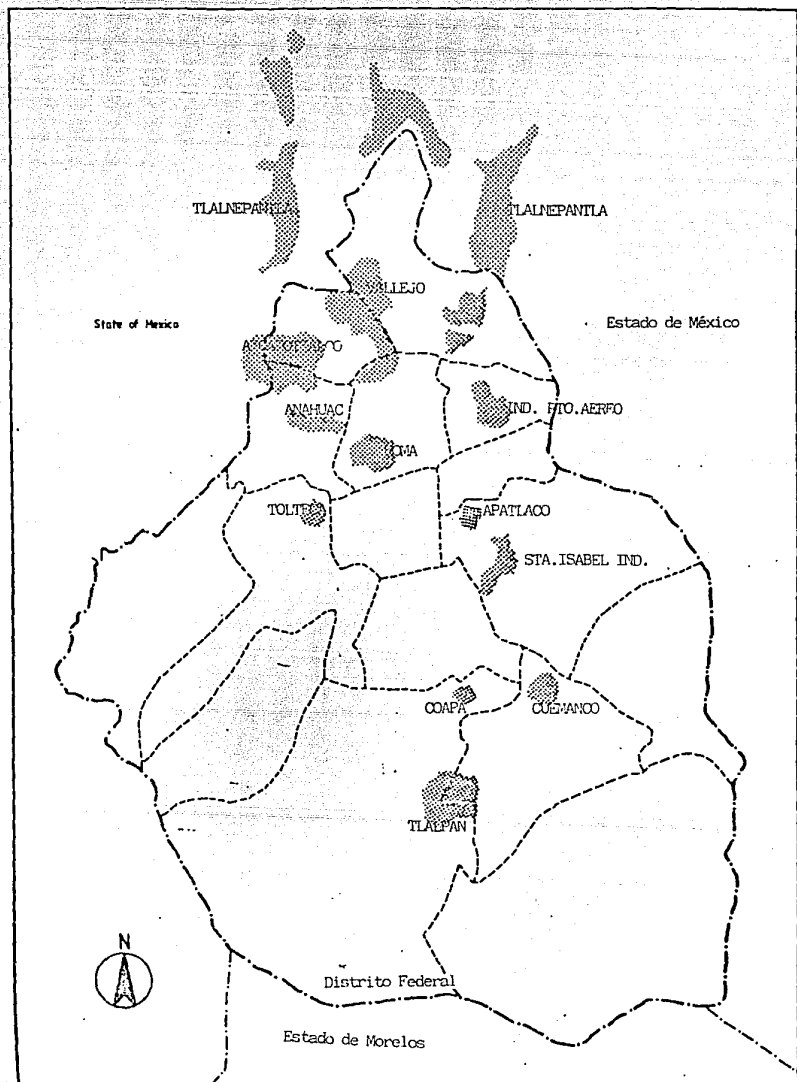 TLALNEPANTLA
TLALNEPANTLA
VALLEJO
State of Mexico
Estado de México
ANAHUAC
IND. PTO.AEREO
TOLTECA
APATLACO
STA.ISABEL IND.
COAPA
CUEMANCO
TLALPAN
N
Distrito Federal
Estado de Morelos